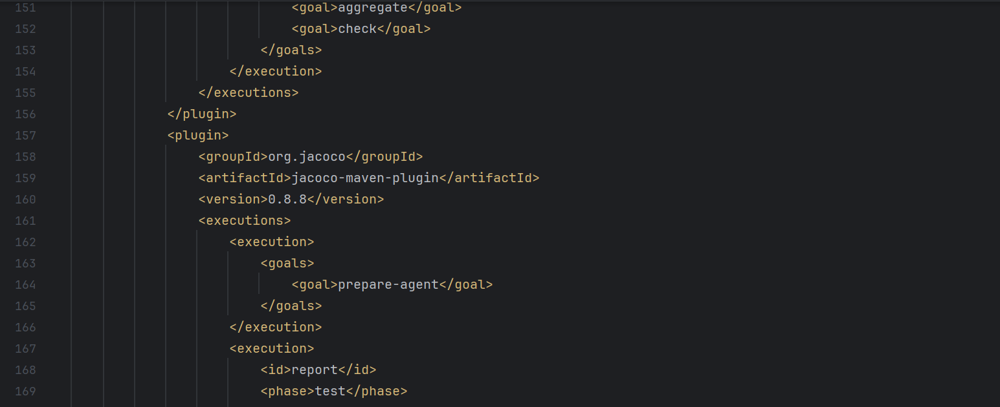 151 <goal>aggregate</goal>
152 <goal>check</goal>
153 </goals>
154 </execution>
155 </executions>
156 </plugin>
157 <plugin>
158 <groupId>org.jacoco</groupId>
159 <artifactId>jacoco-maven-plugin</artifactId>
160 <version>0.8.8</version>
161 <executions>
162 <execution>
163 <goals>
164 <goal>prepare-agent</goal>
165 </goals>
166 </execution>
167 <execution>
168 <id>report</id>
169 <phase>test</phase>